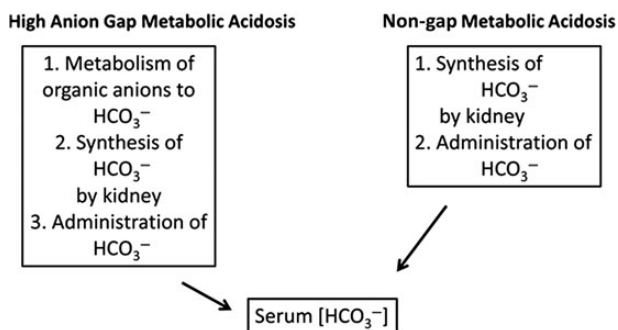 High Anion Gap Metabolic Acidosis
1. Metabolism of
organic anions to
HCO₃⁻
2. Synthesis of
HCO₃⁻
by kidney
3. Administration of
HCO₃⁻
Non-gap Metabolic Acidosis
1. Synthesis of
HCO₃⁻
by kidney
2. Administration of
HCO₃⁻
Serum [HCO₃⁻]